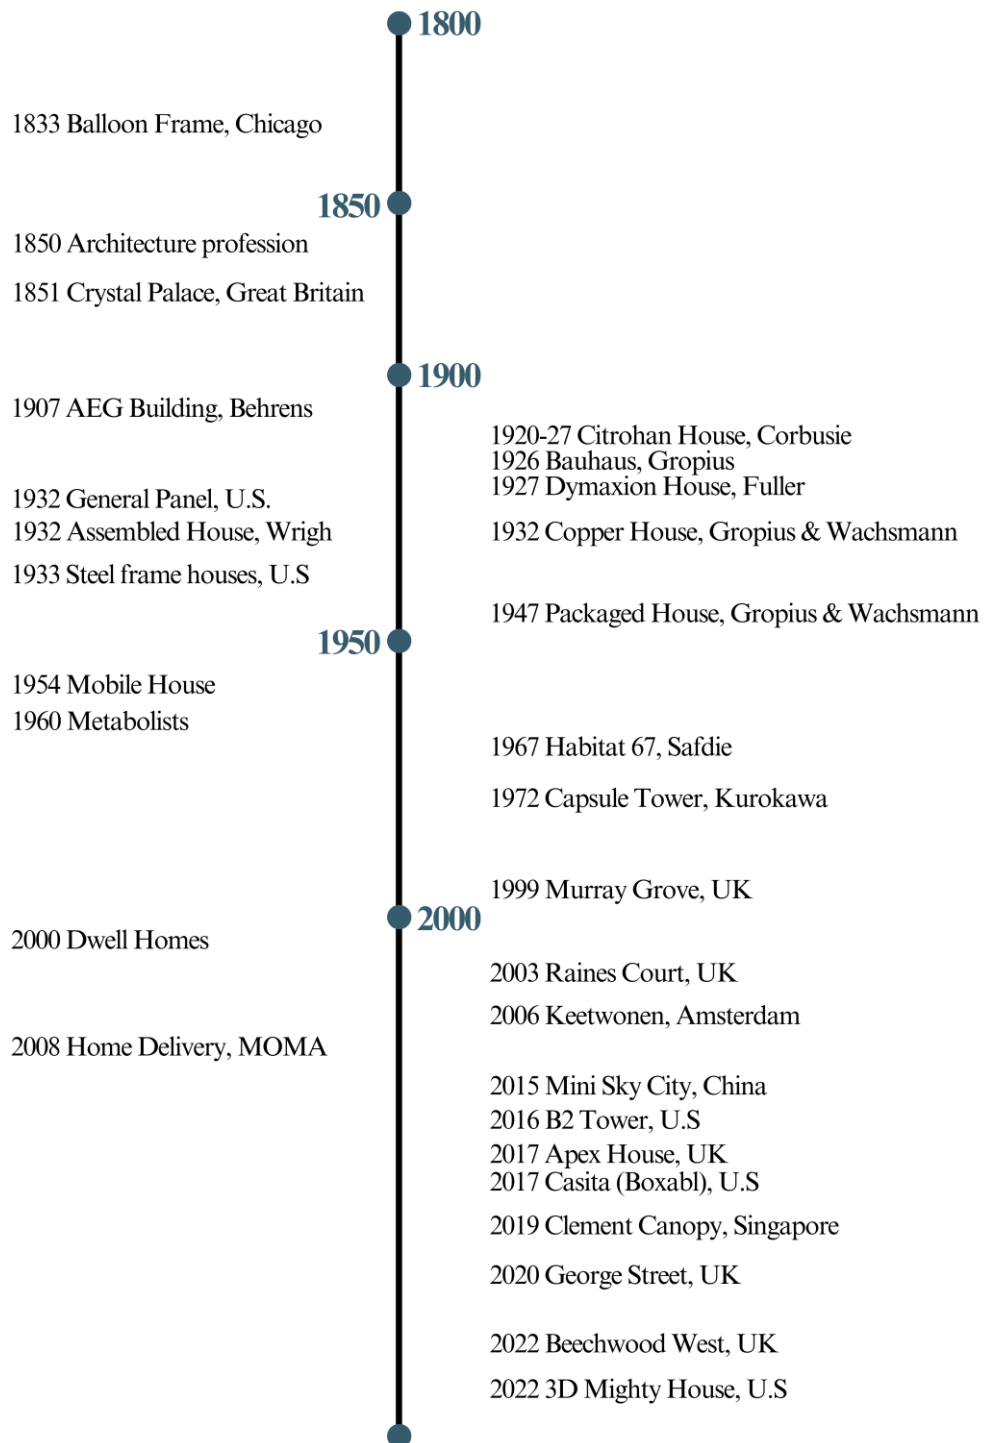 1800
1833 Balloon Frame, Chicago
1850
1850 Architecture profession
1851 Crystal Palace, Great Britain
1900
1907 AEG Building, Behrens
1920-27 Citrohan House, Corbusie
1926 Bauhaus, Gropius
1927 Dymaxion House, Fuller
1932 General Panel, U.S.
1932 Assembled House, Wrigh
1932 Copper House, Gropius & Wachsmann
1933 Steel frame houses, U.S
1947 Packaged House, Gropius & Wachsmann
1950
1954 Mobile House
1960 Metabolists
1967 Habitat 67, Safdie
1972 Capsule Tower, Kurokawa
1999 Murray Grove, UK
2000
2000 Dwell Homes
2003 Raines Court, UK
2006 Keetwonen, Amsterdam
2008 Home Delivery, MOMA
2015 Mini Sky City, China
2016 B2 Tower, U.S
2017 Apex House, UK
2017 Casita (Boxabl), U.S
2019 Clement Canopy, Singapore
2020 George Street, UK
2022 Beechwood West, UK
2022 3D Mighty House, U.S